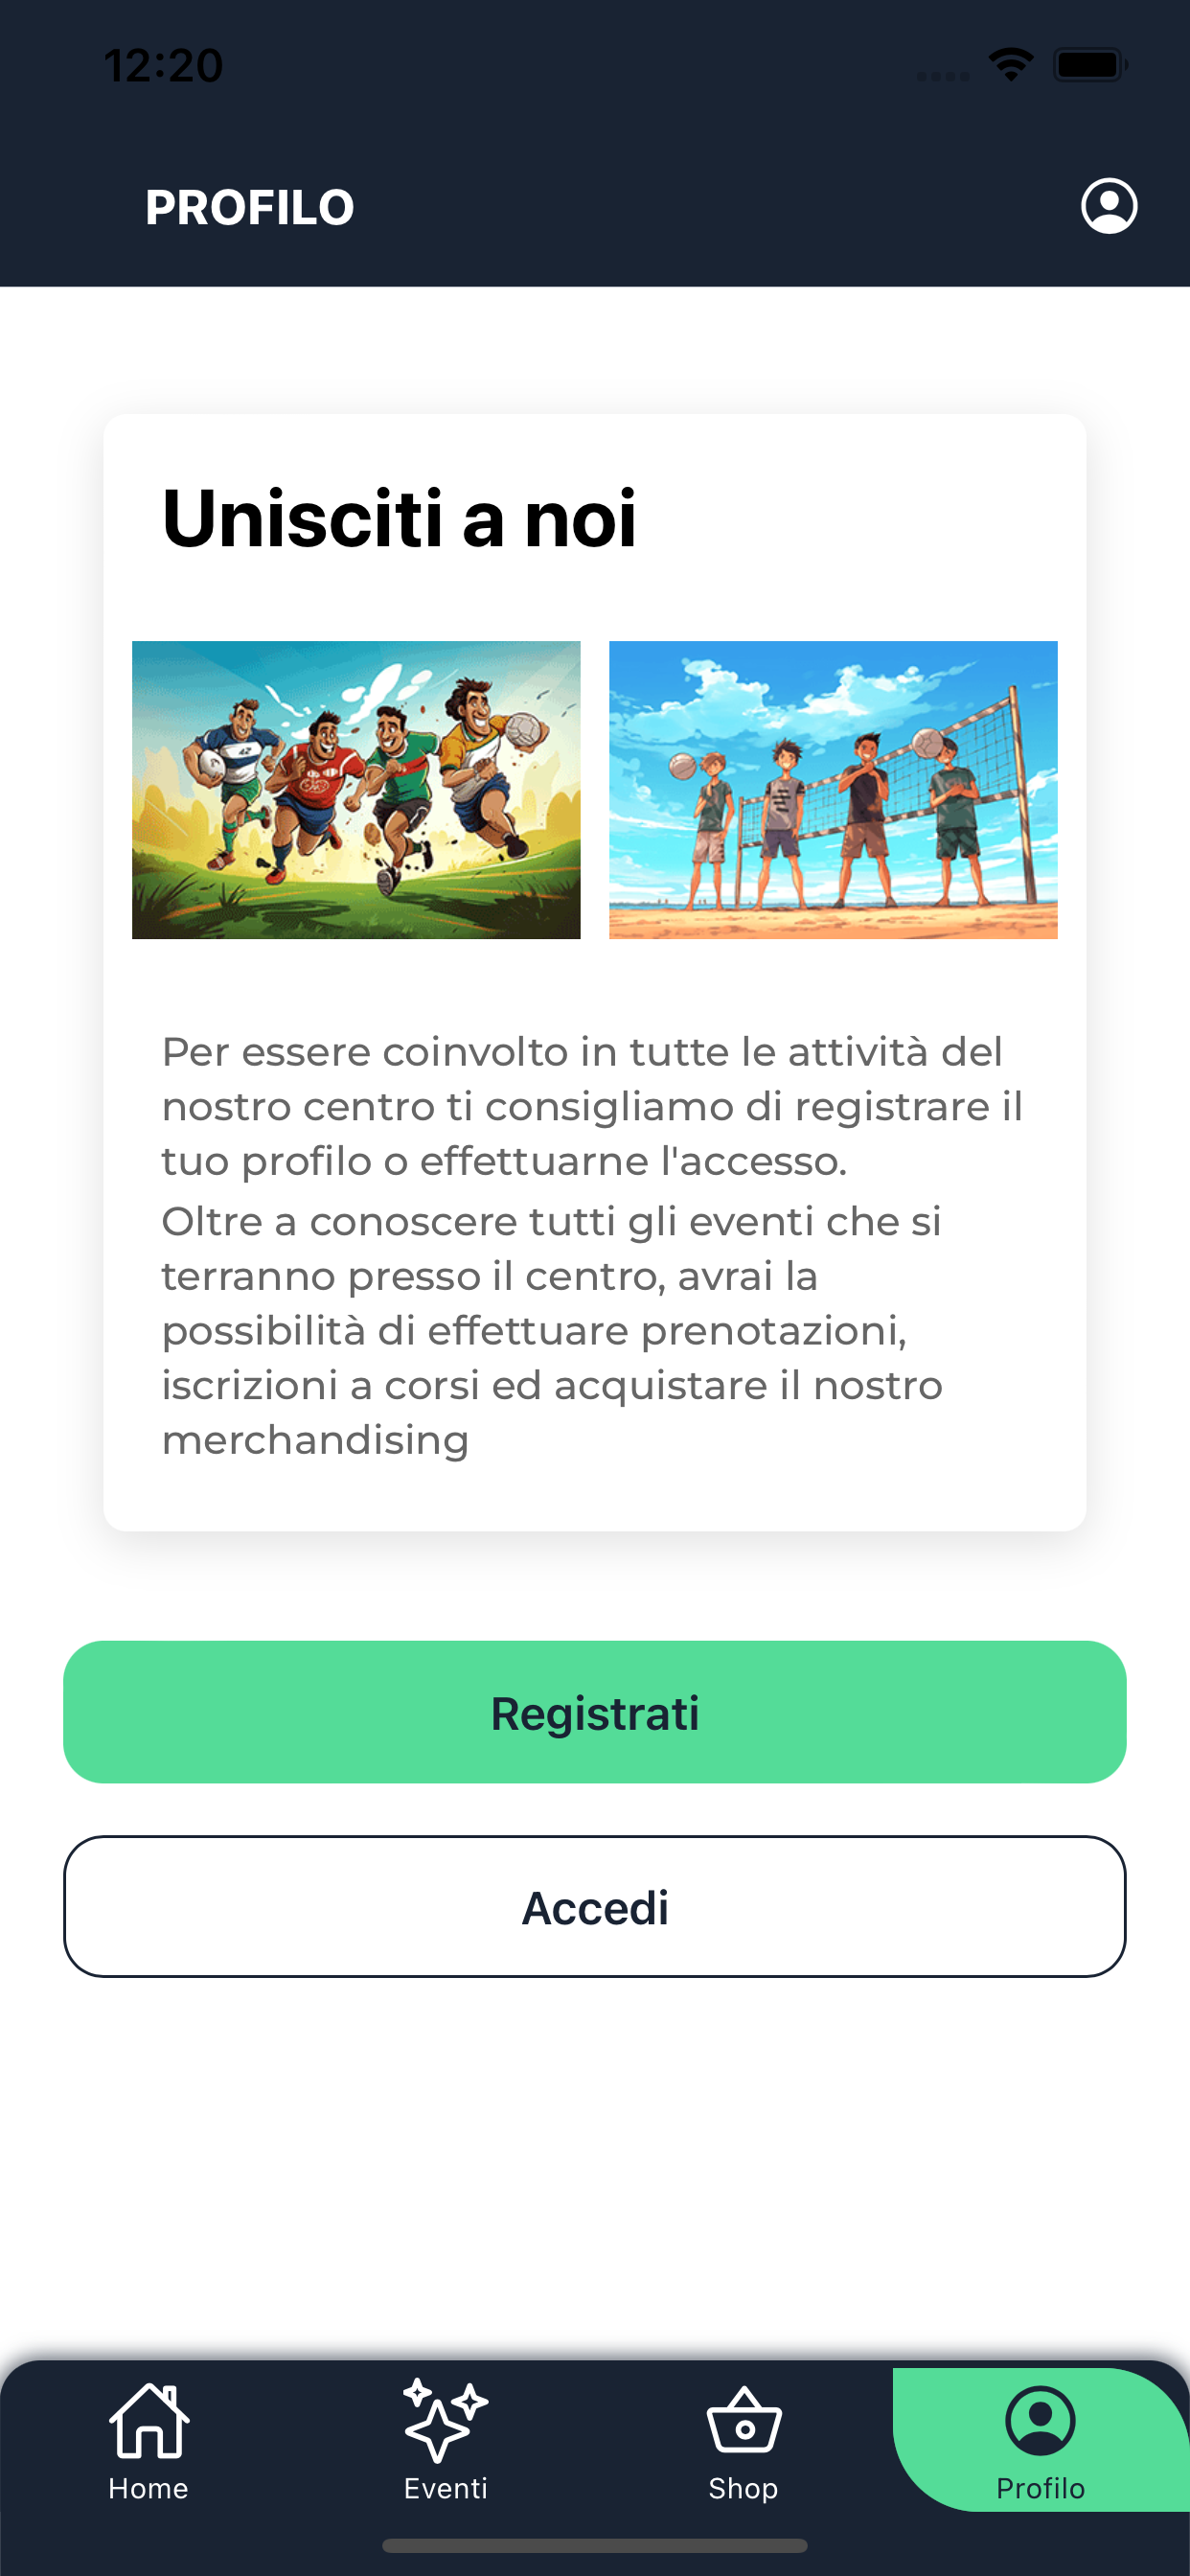 12:20
PROFILO
Unisciti a noi
Per essere coinvolto in tutte le attività del
nostro centro ti consigliamo di registrare il
tuo profilo o effettuarne l'accesso.
Oltre a conoscere tutti gli eventi che si
terranno presso il centro, avrai la
possibilità di effettuare prenotazioni,
iscrizioni a corsi ed acquistare il nostro
merchandising
Registrati
Accedi
Home
Eventi
Shop
Profilo